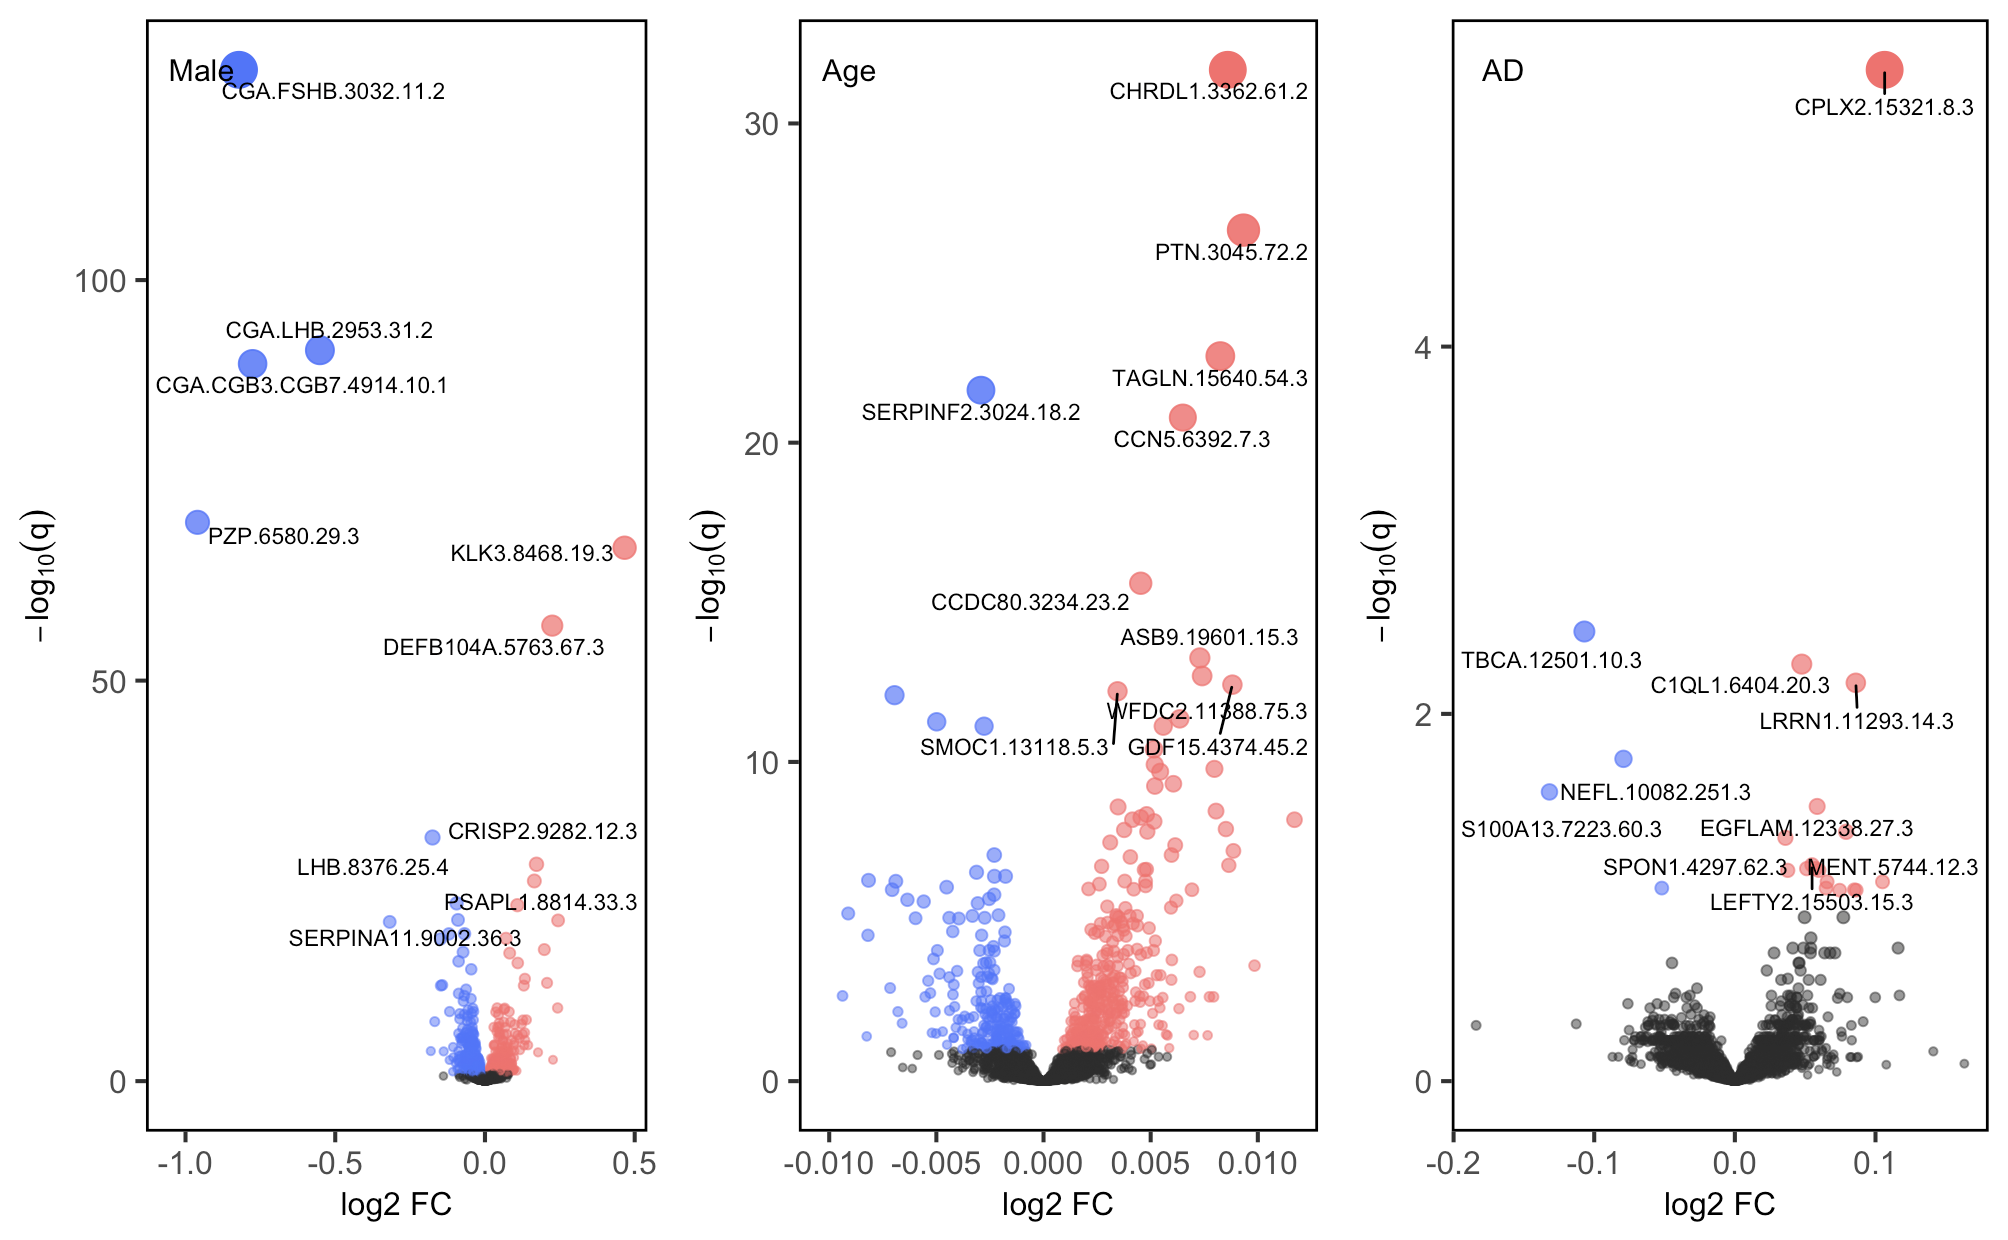 Male
CGA.FSHB.3032.11.2
CGA.LHB.2953.31.2
CGA.CGB3.CGB7.4914.10.1
PZP.6580.29.3
KLK3.8468.19.3
DEFB104A.5763.67.3
CRISP2.9282.12.3
LHB.8376.25.4
PSAPL1.8814.33.3
SERPINA11.9002.36.3
100
50
0
-1.0
-0.5
0.0
0.5
log2 FC
−log10(q)
Age
CHRDL1.3362.61.2
PTN.3045.72.2
TAGLN.15640.54.3
SERPINF2.3024.18.2
CCN5.6392.7.3
CCDC80.3234.23.2
ASB9.19601.15.3
WFDC2.11388.75.3
SMOC1.13118.5.3
GDF15.4374.45.2
30
20
10
0
-0.010
-0.005
0.000
0.005
0.010
log2 FC
−log10(q)
AD
CPLX2.15321.8.3
TBCA.12501.10.3
C1QL1.6404.20.3
LRRN1.11293.14.3
NEFL.10082.251.3
S100A13.7223.60.3
EGFLAM.12338.27.3
SPON1.4297.62.3
MENT.5744.12.3
LEFTY2.15503.15.3
4
2
0
-0.2
-0.1
0.0
0.1
log2 FC
−log10(q)